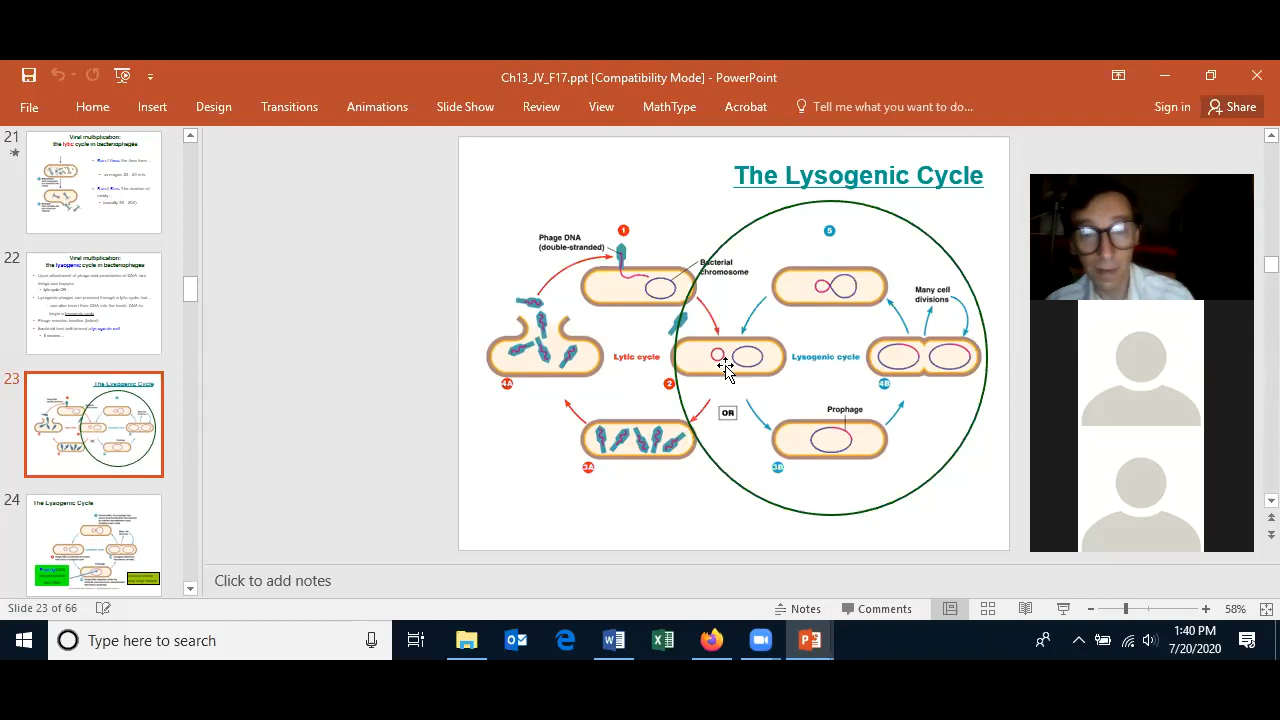 Ch13_JV_F17.ppt [Compatibility Mode] - PowerPoint
File Home Insert Design Transitions Animations Slide Show Review View MathType Acrobat Tell me what you want to do... Sign in Share
21
Viral multiplication:
the lytic cycle in bacteriophages
22
Viral multiplication:
the lysogenic cycle in bacteriophages
23
The Lysogenic Cycle
24
The Lysogenic Cycle
The Lysogenic Cycle
1
5
Phage DNA
(double-stranded)
Bacterial
chromosome
Many cell
divisions
Lytic cycle
Lysogenic cycle
4A
2
4B
OR
Prophage
3A
3B
Click to add notes
Slide 23 of 66
Notes Comments 58%
Type here to search
1:40 PM
7/20/2020